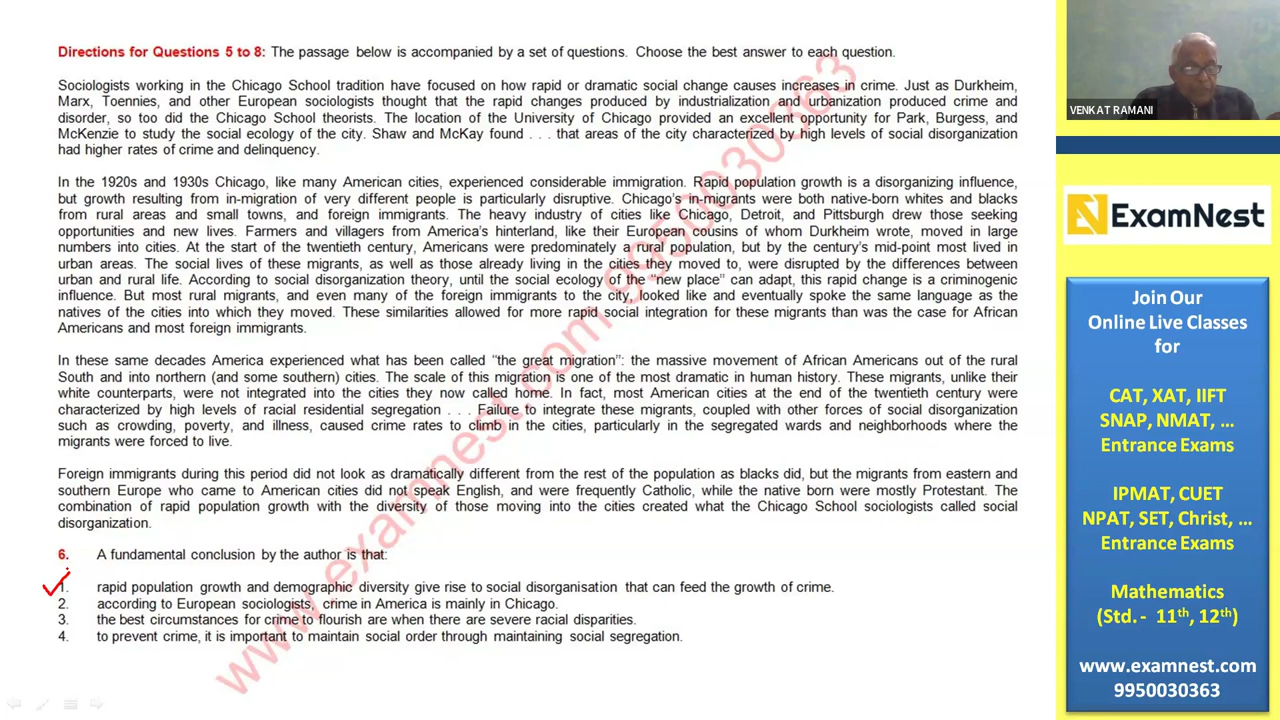 Directions for Questions 5 to 8: The passage below is accompanied by a set of questions. Choose the best answer to each question.
Sociologists working in the Chicago School tradition have focused on how rapid or dramatic social change causes increases in crime. Just as Durkheim,
Marx, Toennies, and other European sociologists thought that the rapid changes produced by industrialization and urbanization produced crime and
disorder, so too did the Chicago School theorists. The location of the University of Chicago provided an excellent opportunity for Park, Burgess, and
McKenzie to study the social ecology of the city. Shaw and McKay found . . . that areas of the city characterized by high levels of social disorganization
had higher rates of crime and delinquency.
In the 1920s and 1930s Chicago, like many American cities, experienced considerable immigration. Rapid population growth is a disorganizing influence,
but growth resulting from in-migration of very different people is particularly disruptive. Chicago's in-migrants were both native-born whites and blacks
from rural areas and small towns, and foreign immigrants. The heavy industry of cities like Chicago, Detroit, and Pittsburgh drew those seeking
opportunities and new lives. Farmers and villagers from America's hinterland, like their European cousins of whom Durkheim wrote, moved in large
numbers into cities. At the start of the twentieth century, Americans were predominately a rural population, but by the century's mid-point most lived in
urban areas. The social lives of these migrants, as well as those already living in the cities they moved to, were disrupted by the differences between
urban and rural life. According to social disorganization theory, until the social ecology of the "new place" can adapt, this rapid change is a criminogenic
influence. But most rural migrants, and even many of the foreign immigrants to the city, looked like and eventually spoke the same language as the
natives of the cities into which they moved. These similarities allowed for more rapid social integration for these migrants than was the case for African
Americans and most foreign immigrants.
In these same decades America experienced what has been called "the great migration": the massive movement of African Americans out of the rural
South and into northern (and some southern) cities. The scale of this migration is one of the most dramatic in human history. These migrants, unlike their
white counterparts, were not integrated into the cities they now called home. In fact, most American cities at the end of the twentieth century were
characterized by high levels of racial residential segregation . . . Failure to integrate these migrants, coupled with other forces of social disorganization
such as crowding, poverty, and illness, caused crime rates to climb in the cities, particularly in the segregated wards and neighborhoods where the
migrants were forced to live.
Foreign immigrants during this period did not look as dramatically different from the rest of the population as blacks did, but the migrants from eastern and
southern Europe who came to American cities did not speak English, and were frequently Catholic, while the native born were mostly Protestant. The
combination of rapid population growth with the diversity of those moving into the cities created what the Chicago School sociologists called social
disorganization.
6. A fundamental conclusion by the author is that:
1. rapid population growth and demographic diversity give rise to social disorganisation that can feed the growth of crime.
2. according to European sociologists, crime in America is mainly in Chicago.
3. the best circumstances for crime to flourish are when there are severe racial disparities.
4. to prevent crime, it is important to maintain social order through maintaining social segregation.
www.examnest.com 9950030363
VENKAT RAMANI
ExamNest
Join Our
Online Live Classes
for
CAT, XAT, IIFT
SNAP, NMAT, ...
Entrance Exams
IPMAT, CUET
NPAT, SET, Christ, ...
Entrance Exams
Mathematics
(Std. - 11th, 12th)
www.examnest.com
9950030363